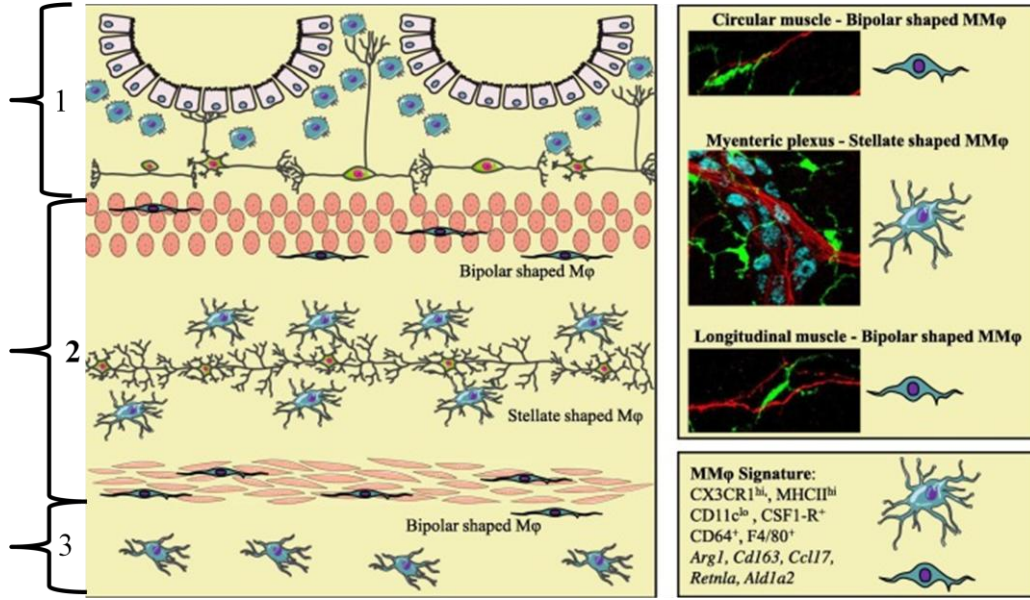 1
2
3
Bipolar shaped Mφ
Stellate shaped Mφ
Bipolar shaped Mφ
Circular muscle - Bipolar shaped MMφ
Myenteric plexus - Stellate shaped MMφ
Longitudinal muscle - Bipolar shaped MMφ
MMφ Signature:
CX3CR1hi, MHCIIhi
CD11clo , CSF1-R+
CD64+, F4/80+
Arg1, Cd163, Ccl17,
Retnla, Ald1a2